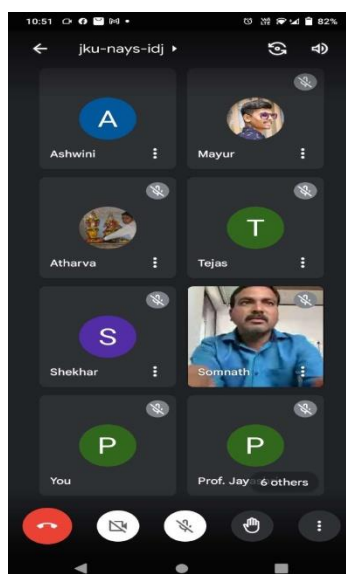 10:51 82%
jku-nays-idj
A
Ashwini
Mayur
Atharva
T
Tejas
S
Shekhar
Somnath
P
You
P
Prof. Jay
6 others